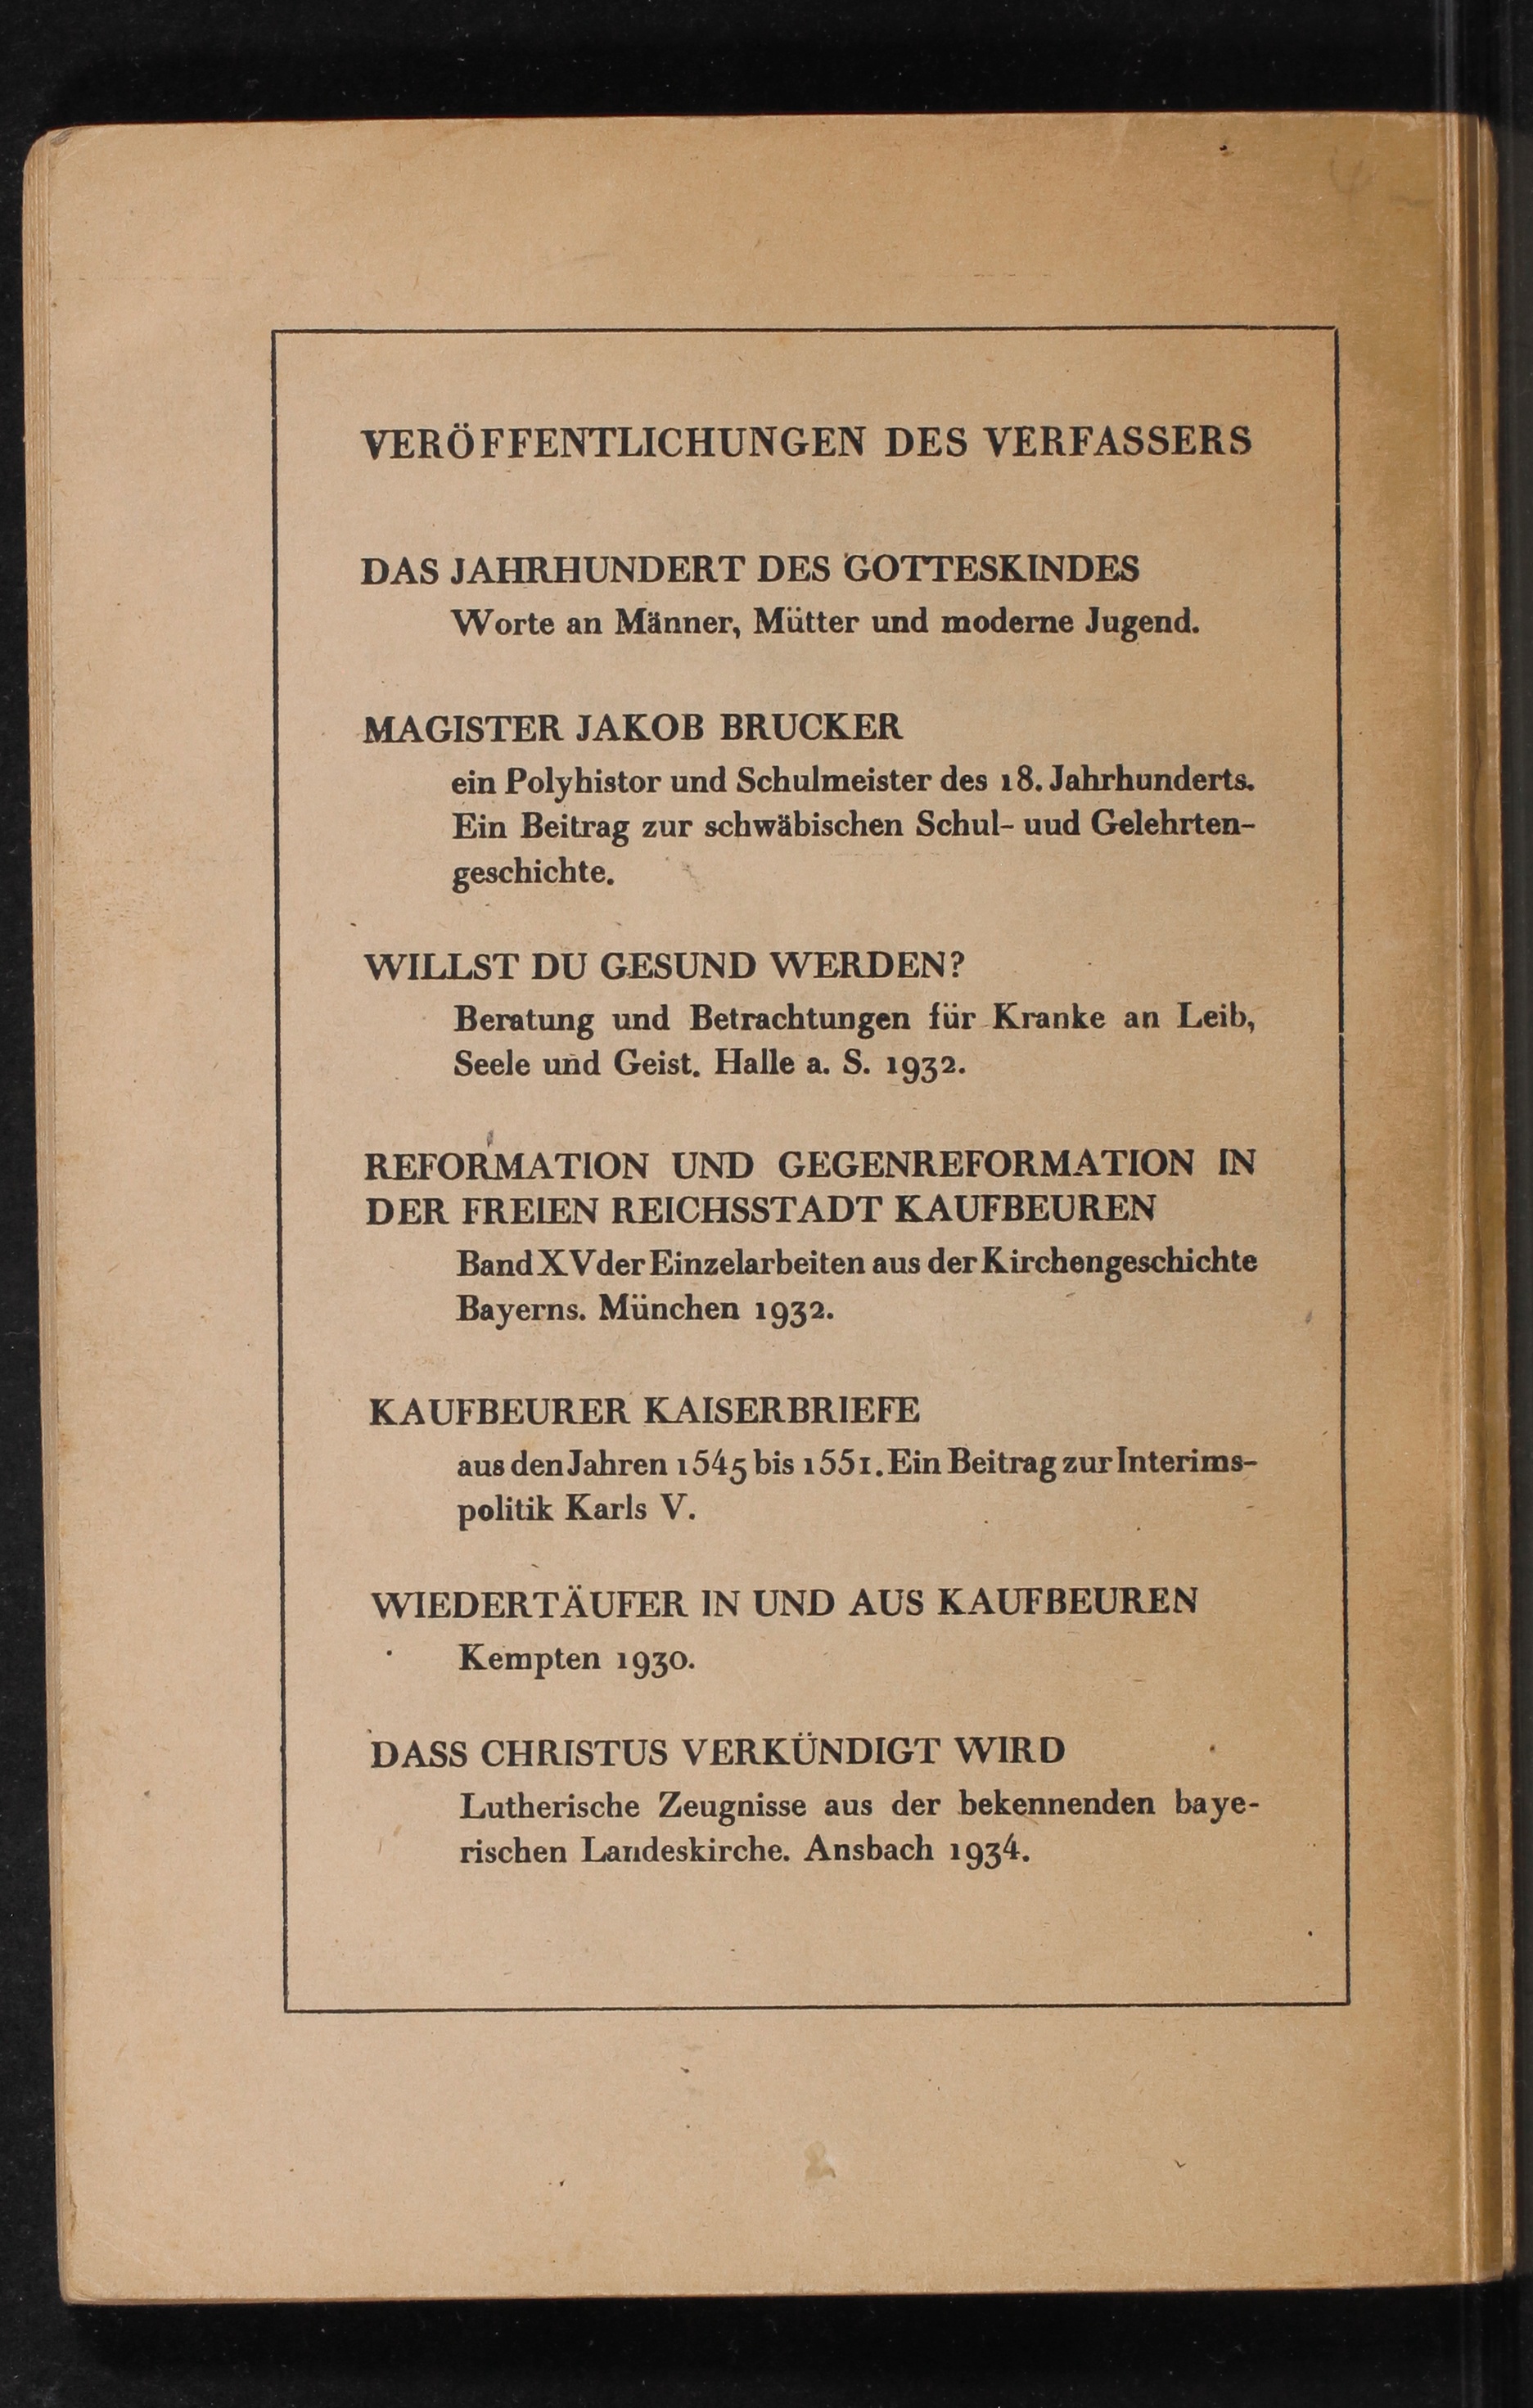 VERÖFFENTLICHUNGEN DES VERFASSERS
DAS JAHRHUNDERT DES GOTTESKINDES
Worte an Männer, Mütter und moderne Jugend.
MAGISTER JAKOB BRUCKER
ein Polyhistor und Schulmeister des 18. Jahrhunderts.
Ein Beitrag zur schwäbischen Schul- uud Gelehrten-
geschichte.
WILLST DU GESUND WERDEN?
Beratung und Betrachtungen für Kranke an Leib,
Seele und Geist. Halle a. S. 1932.
REFORMATION UND GEGENREFORMATION IN
DER FREIEN REICHSSTADT KAUFBEUREN
Band XV der Einzelarbeiten aus der Kirchengeschichte
Bayerns. München 1932.
KAUFBEURER KAISERBRIEFE
aus den Jahren 1545 bis 1551. Ein Beitrag zur Interims-
politik Karls V.
WIEDERTÄUFER IN UND AUS KAUFBEUREN
Kempten 1930.
DASS CHRISTUS VERKÜNDIGT WIRD
Lutherische Zeugnisse aus der bekennenden baye-
rischen Landeskirche. Ansbach 1934.